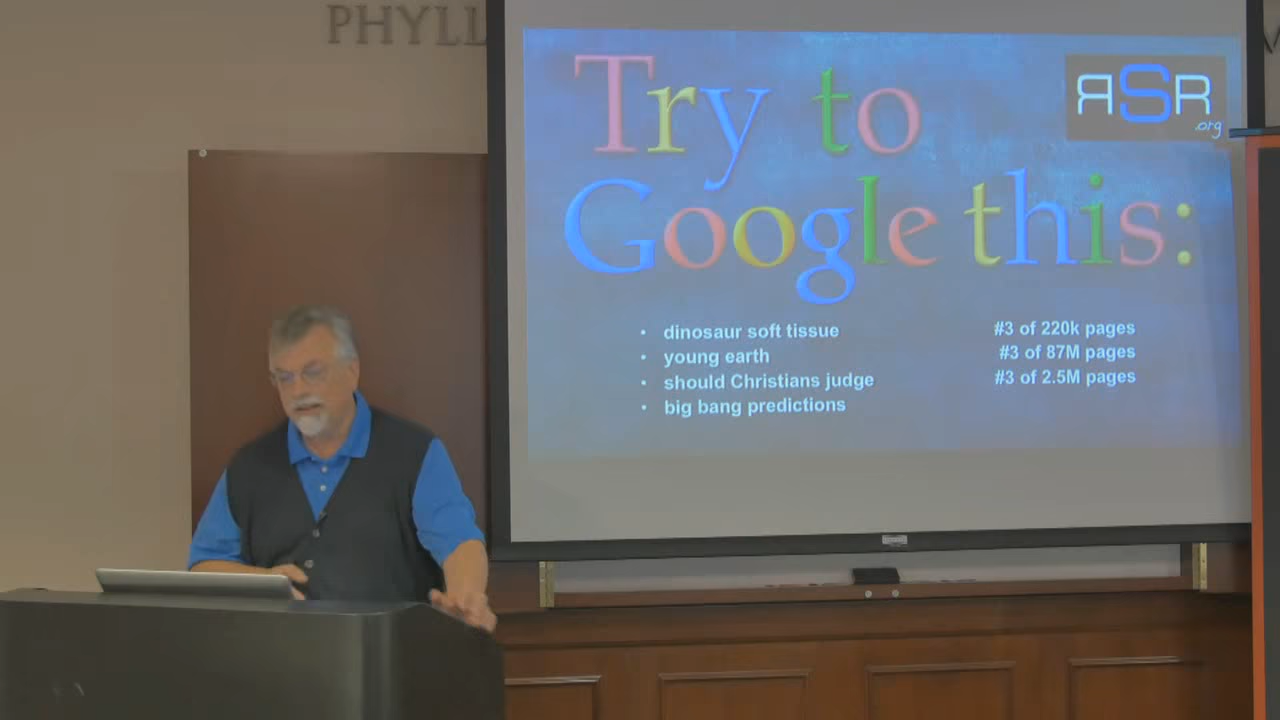 PHYLL
Try to
Google this:
RSR
.org
• dinosaur soft tissue #3 of 220k pages
• young earth #3 of 87M pages
• should Christians judge #3 of 2.5M pages
• big bang predictions